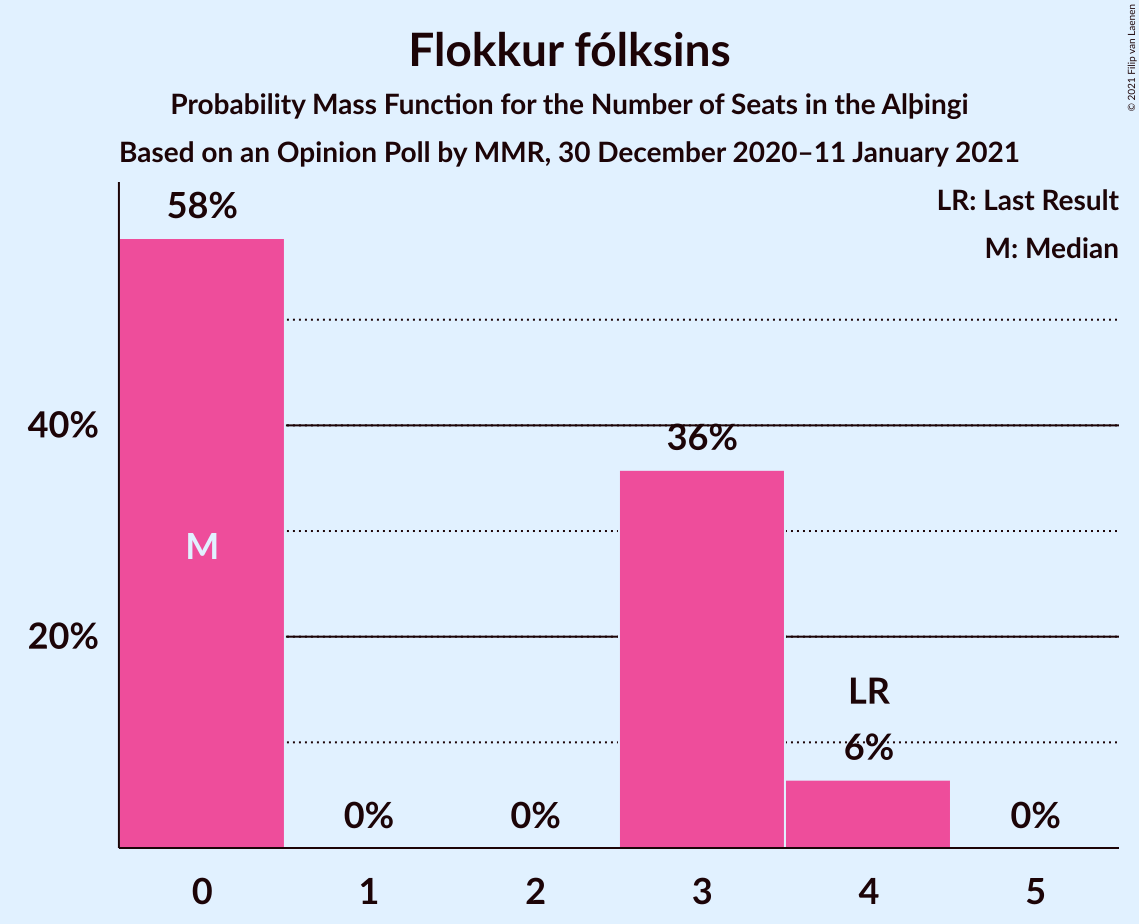 Flokkur fólksins
Probability Mass Function for the Number of Seats in the Alþingi
Based on an Opinion Poll by MMR, 30 December 2020–11 January 2021
© 2021 Filip van Laenen
LR: Last Result
M: Median
58%
40%
36%
M
20%
LR
6%
0%
0%
0%
0
1
2
3
4
5